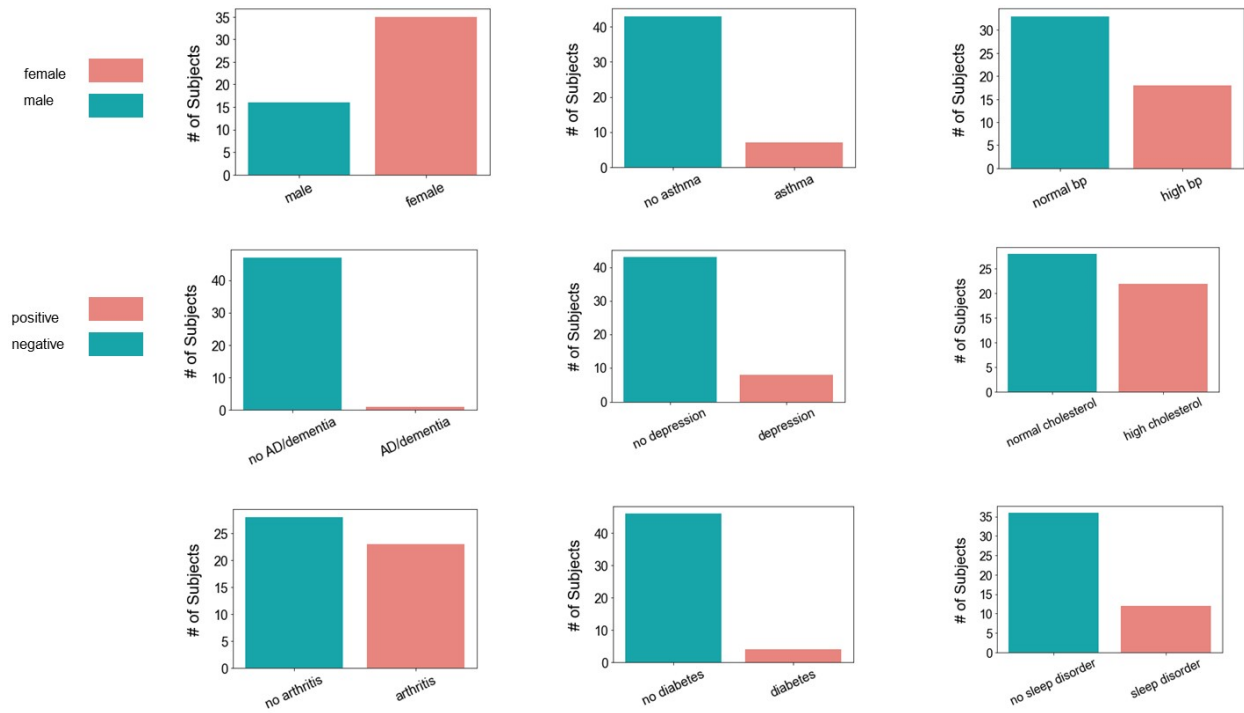 female
male
# of Subjects
35
30
25
20
15
10
5
0
male
female
# of Subjects
40
30
20
10
0
no asthma
asthma
# of Subjects
30
25
20
15
10
5
0
normal bp
high bp
positive
negative
# of Subjects
40
30
20
10
0
no AD/dementia
AD/dementia
# of Subjects
40
30
20
10
0
no depression
depression
# of Subjects
25
20
15
10
5
0
normal cholesterol
high cholesterol
# of Subjects
25
20
15
10
5
0
no arthritis
arthritis
# of Subjects
40
30
20
10
0
no diabetes
diabetes
# of Subjects
35
30
25
20
15
10
5
0
no sleep disorder
sleep disorder